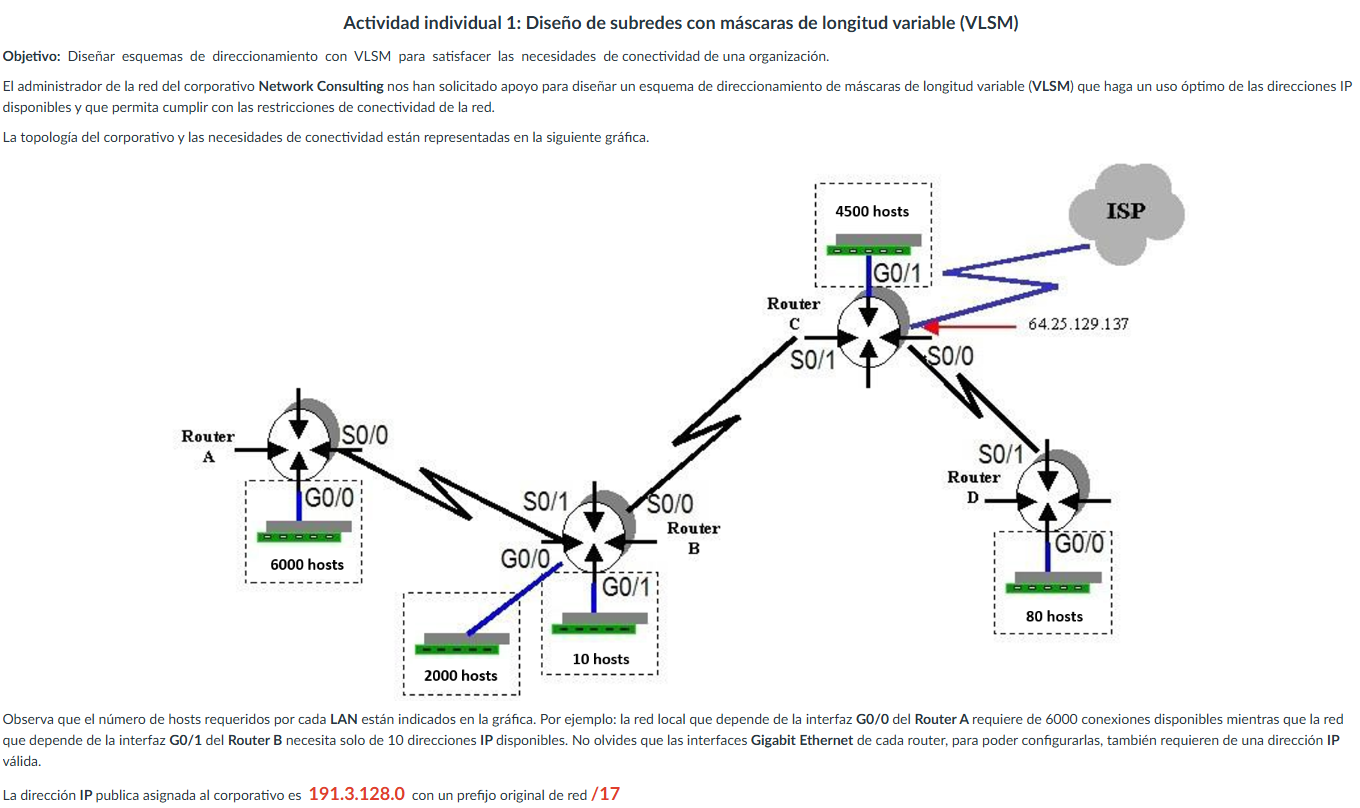 Actividad individual 1: Diseño de subredes con máscaras de longitud variable (VLSM)
Objetivo: Diseñar esquemas de direccionamiento con VLSM para satisfacer las necesidades de conectividad de una organización.
El administrador de la red del corporativo Network Consulting nos han solicitado apoyo para diseñar un esquema de direccionamiento de máscaras de longitud variable (VLSM) que haga un uso óptimo de las direcciones IP
disponibles y que permita cumplir con las restricciones de conectividad de la red.
La topología del corporativo y las necesidades de conectividad están representadas en la siguiente gráfica.
4500 hosts
ISP
G0/1
Router
C
64.25.129.137
S0/1
S0/0
Router
A
S0/0
S0/1
Router
D
G0/0
S0/1
S0/0
Router
B
G0/0
G0/0
6000 hosts
G0/1
80 hosts
10 hosts
2000 hosts
Observa que el número de hosts requeridos por cada LAN están indicados en la gráfica. Por ejemplo: la red local que depende de la interfaz G0/0 del Router A requiere de 6000 conexiones disponibles mientras que la red
que depende de la interfaz G0/1 del Router B necesita solo de 10 direcciones IP disponibles. No olvides que las interfaces Gigabit Ethernet de cada router, para poder configurarlas, también requieren de una dirección IP
válida.
La dirección IP publica asignada al corporativo es 191.3.128.0 con un prefijo original de red /17